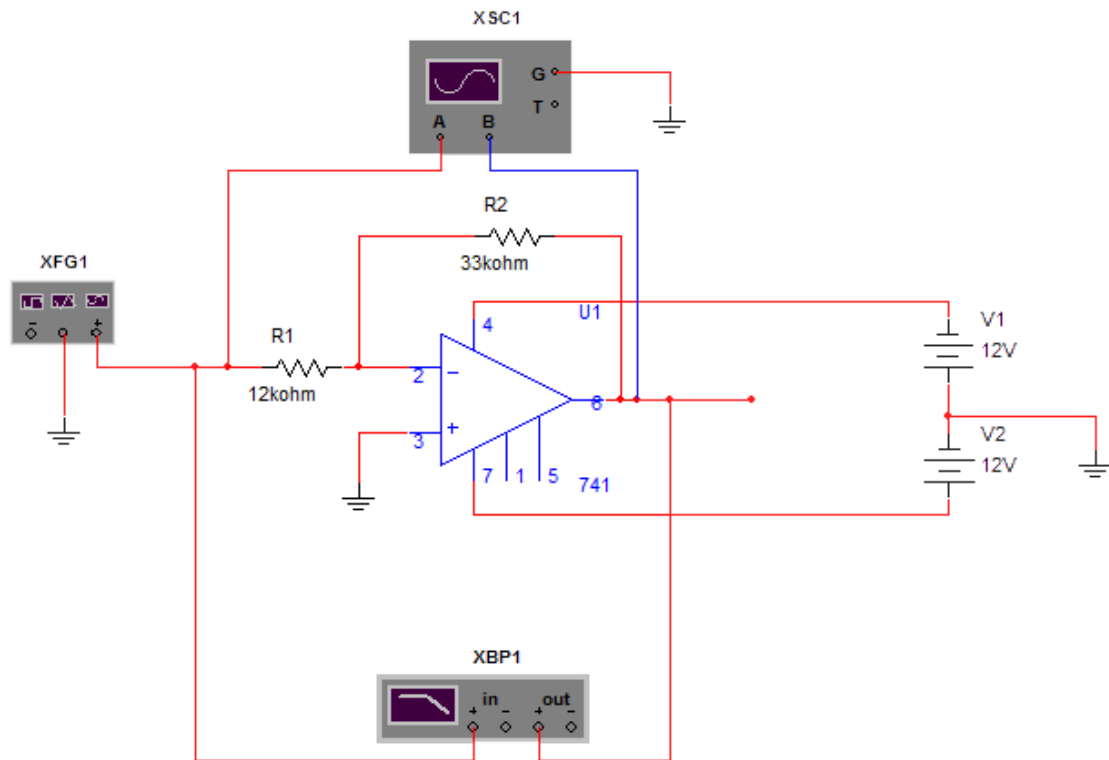 XSC1
G
T
A B
R2
33kohm
XFG1
- +
R1
12kohm
U1
4
V1
12V
2 -
6
3 +
7 1 5
741
V2
12V
XBP1
in out
+ - + -